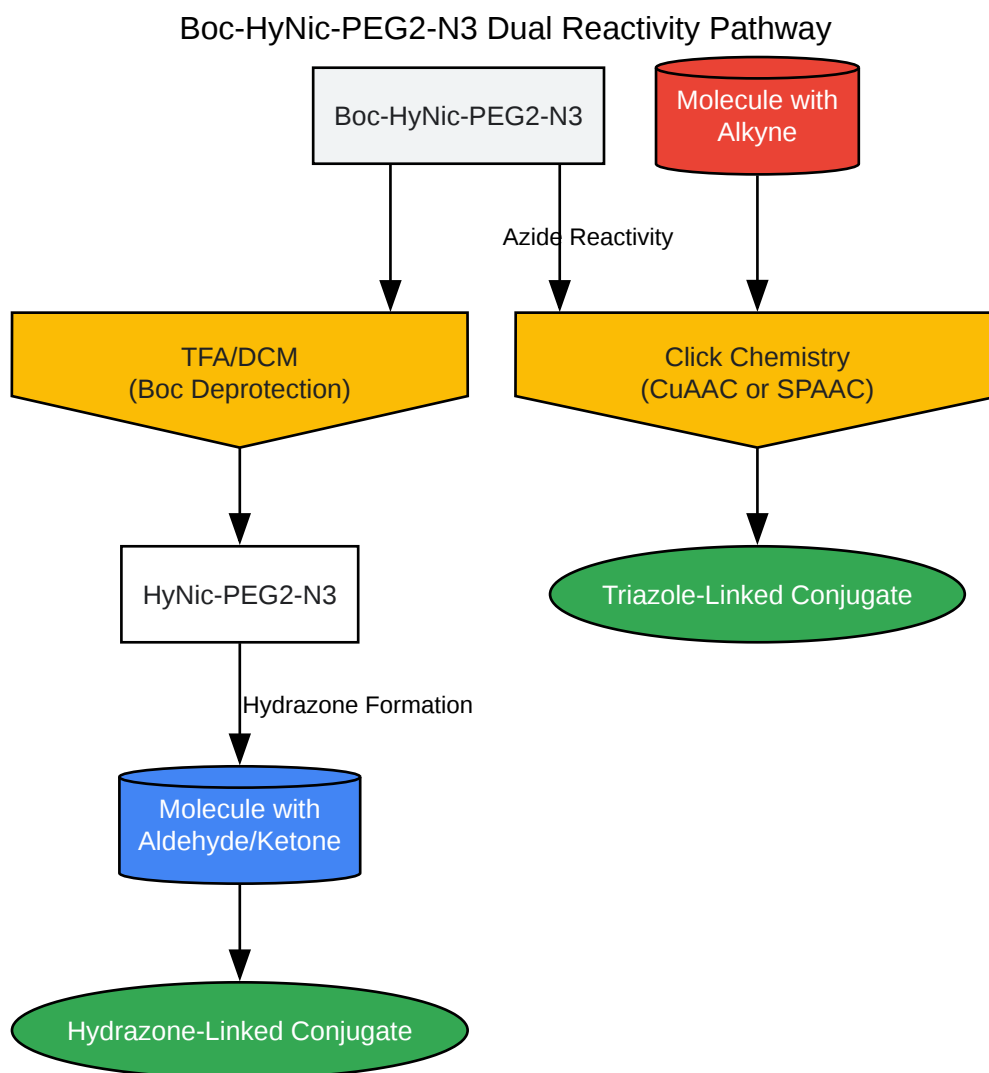 Boc-HyNic-PEG2-N3 Dual Reactivity Pathway
Boc-HyNic-PEG2-N3
Molecule with
Alkyne
Azide Reactivity
TFA/DCM
(Boc Deprotection)
Click Chemistry
(CuAAC or SPAAC)
HyNic-PEG2-N3
Triazole-Linked Conjugate
Hydrazone Formation
Molecule with
Aldehyde/Ketone
Hydrazone-Linked Conjugate